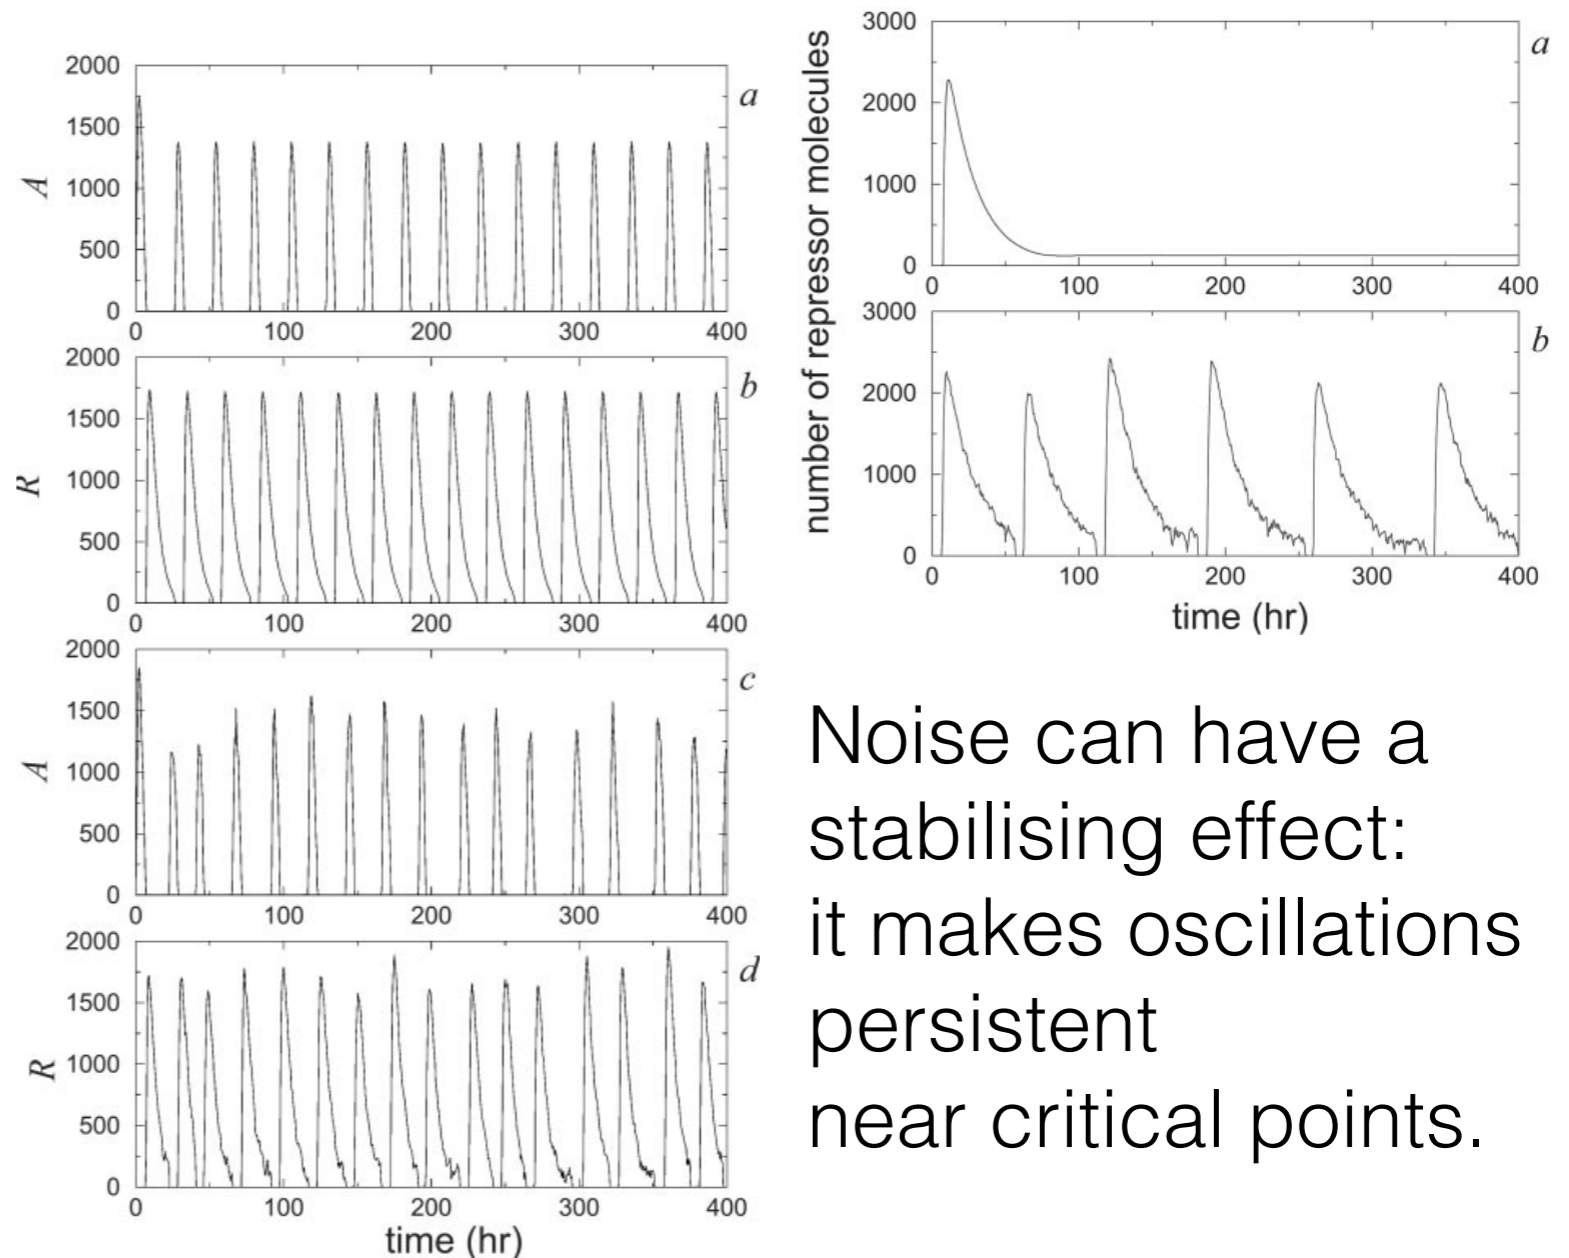 2000
1500
1000
500
0
A
a
0 100 200 300 400
2000
1500
1000
500
0
R
b
0 100 200 300 400
2000
1500
1000
500
0
A
c
0 100 200 300 400
2000
1500
1000
500
0
R
d
0 100 200 300 400
time (hr)
number of repressor molecules
3000
2000
1000
0
a
0 100 200 300 400
3000
2000
1000
0
b
0 100 200 300 400
time (hr)
Noise can have a
stabilising effect:
it makes oscillations
persistent
near critical points.